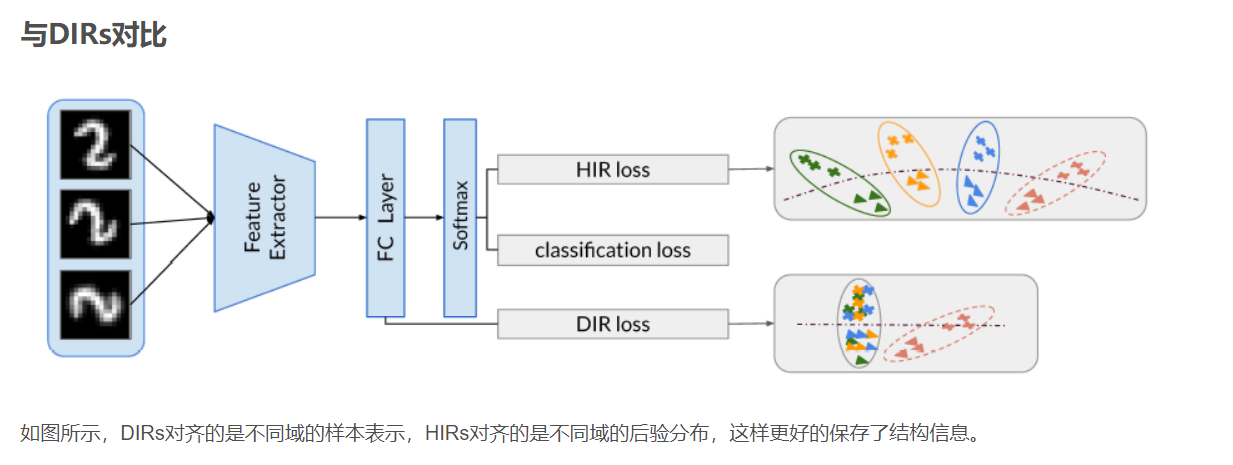 与DIRs对比
Feature
Extractor
FC Layer
Softmax
HIR loss
classification loss
DIR loss
如图所示，DIRs对齐的是不同域的样本表示，HIRs对齐的是不同域的后验分布，这样更好的保存了结构信息。